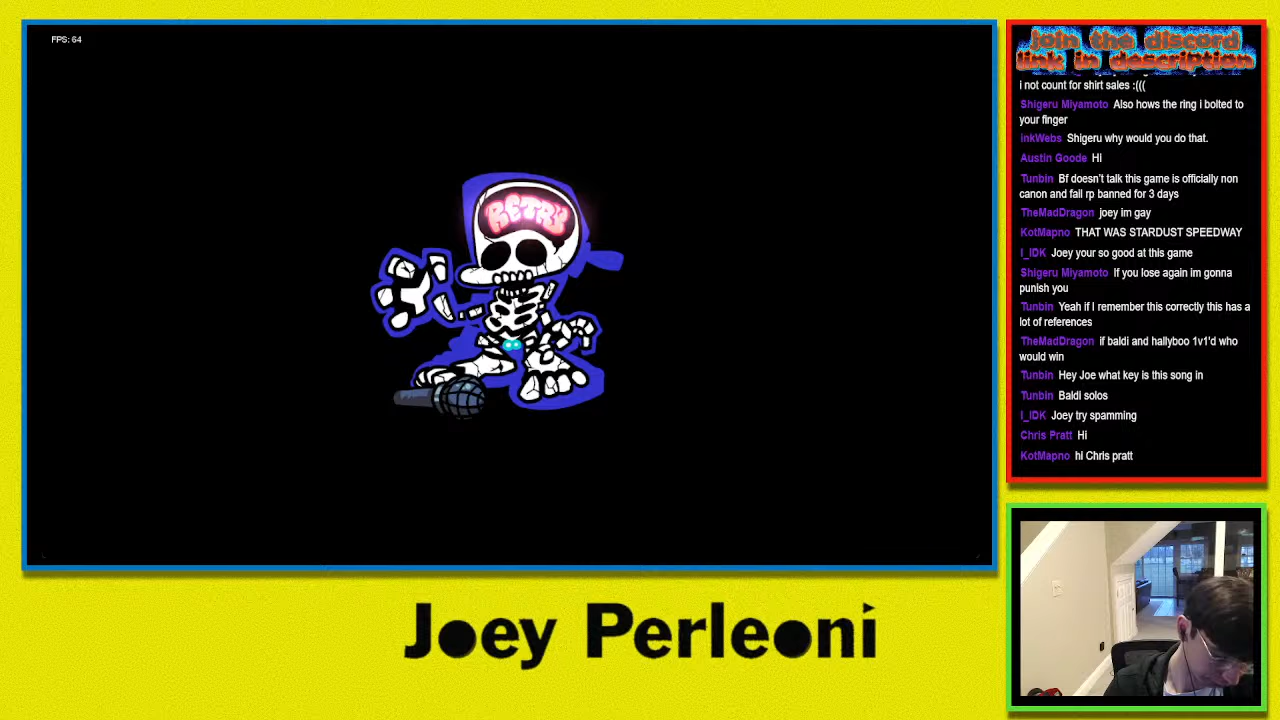 FPS: 64
RETRY
Joey Perleoni
join the discord
link in description
i not count for shirt sales :(((
Shigeru Miyamoto Also hows the ring i bolted to
your finger
inkWebs Shigeru why would you do that.
Austin Goode Hi
Tunbin Bf doesn't talk this game is officially non
canon and fail rp banned for 3 days
TheMadDragon joey im gay
KotMapno THAT WAS STARDUST SPEEDWAY
I_IDK Joey your so good at this game
Shigeru Miyamoto If you lose again im gonna
punish you
Tunbin Yeah if I remember this correctly this has a
lot of references
TheMadDragon if baldi and hallyboo 1v1'd who
would win
Tunbin Hey Joe what key is this song in
Tunbin Baldi solos
I_IDK Joey try spamming
Chris Pratt Hi
KotMapno hi Chris pratt